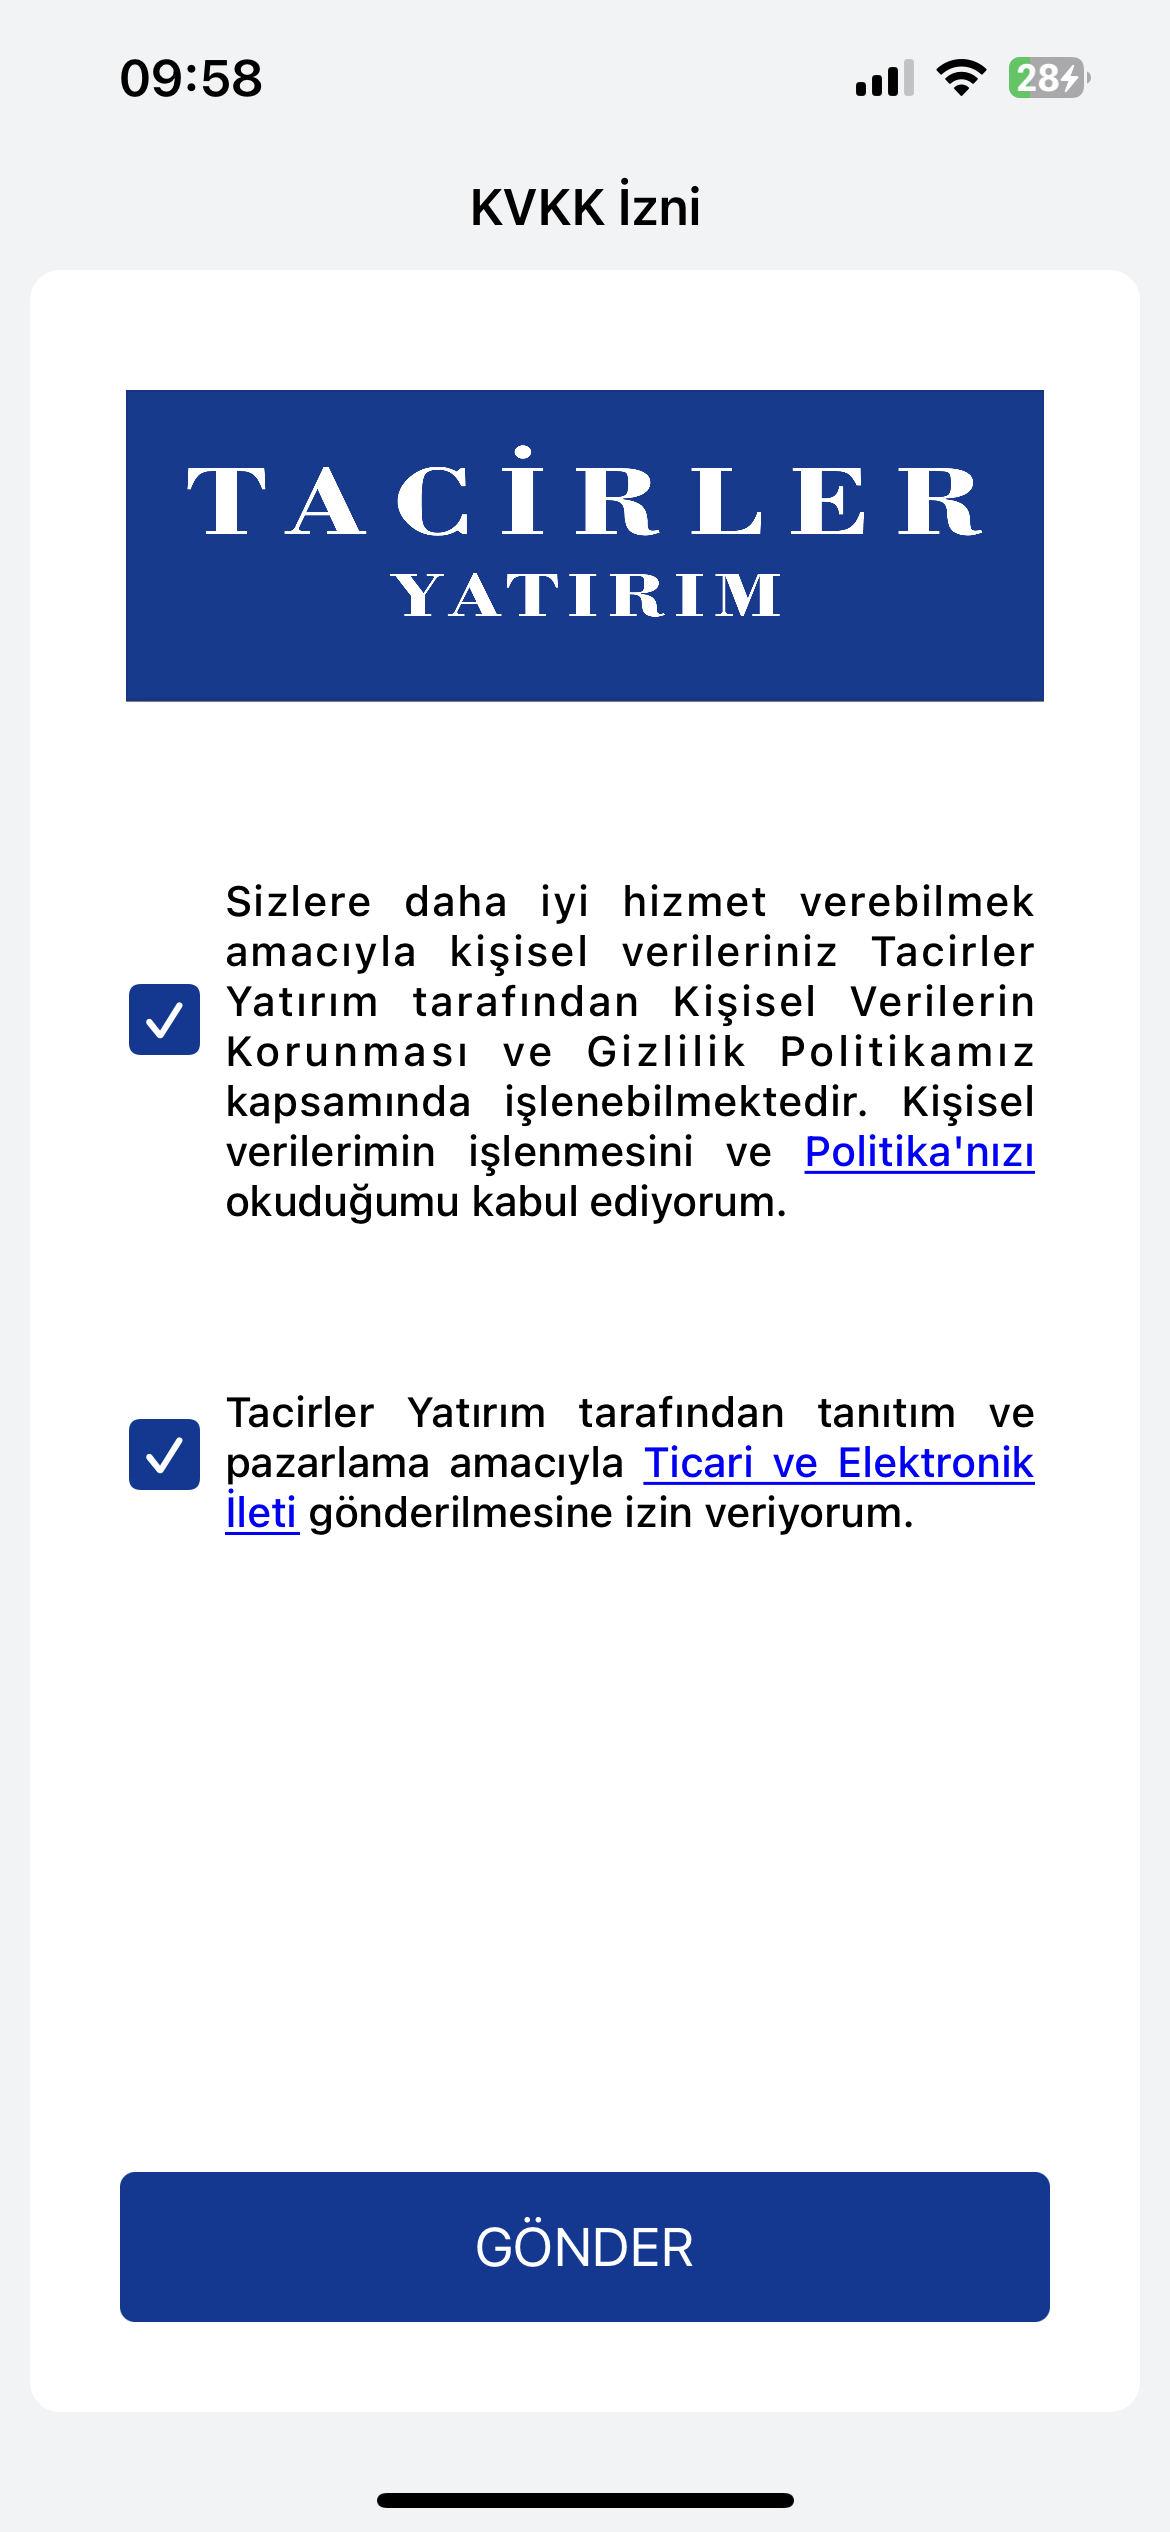 09:58
28
KVKK İzni
TACİRLER
YATIRIM
Sizlere daha iyi hizmet verebilmek
amacıyla kişisel verileriniz Tacirler
Yatırım tarafından Kişisel Verilerin
Korunması ve Gizlilik Politikamız
kapsamında işlenebilmektedir. Kişisel
verilerimin işlenmesini ve Politika'nızı
okuduğumu kabul ediyorum.
Tacirler Yatırım tarafından tanıtım ve
pazarlama amacıyla Ticari ve Elektronik
İleti gönderilmesine izin veriyorum.
GÖNDER